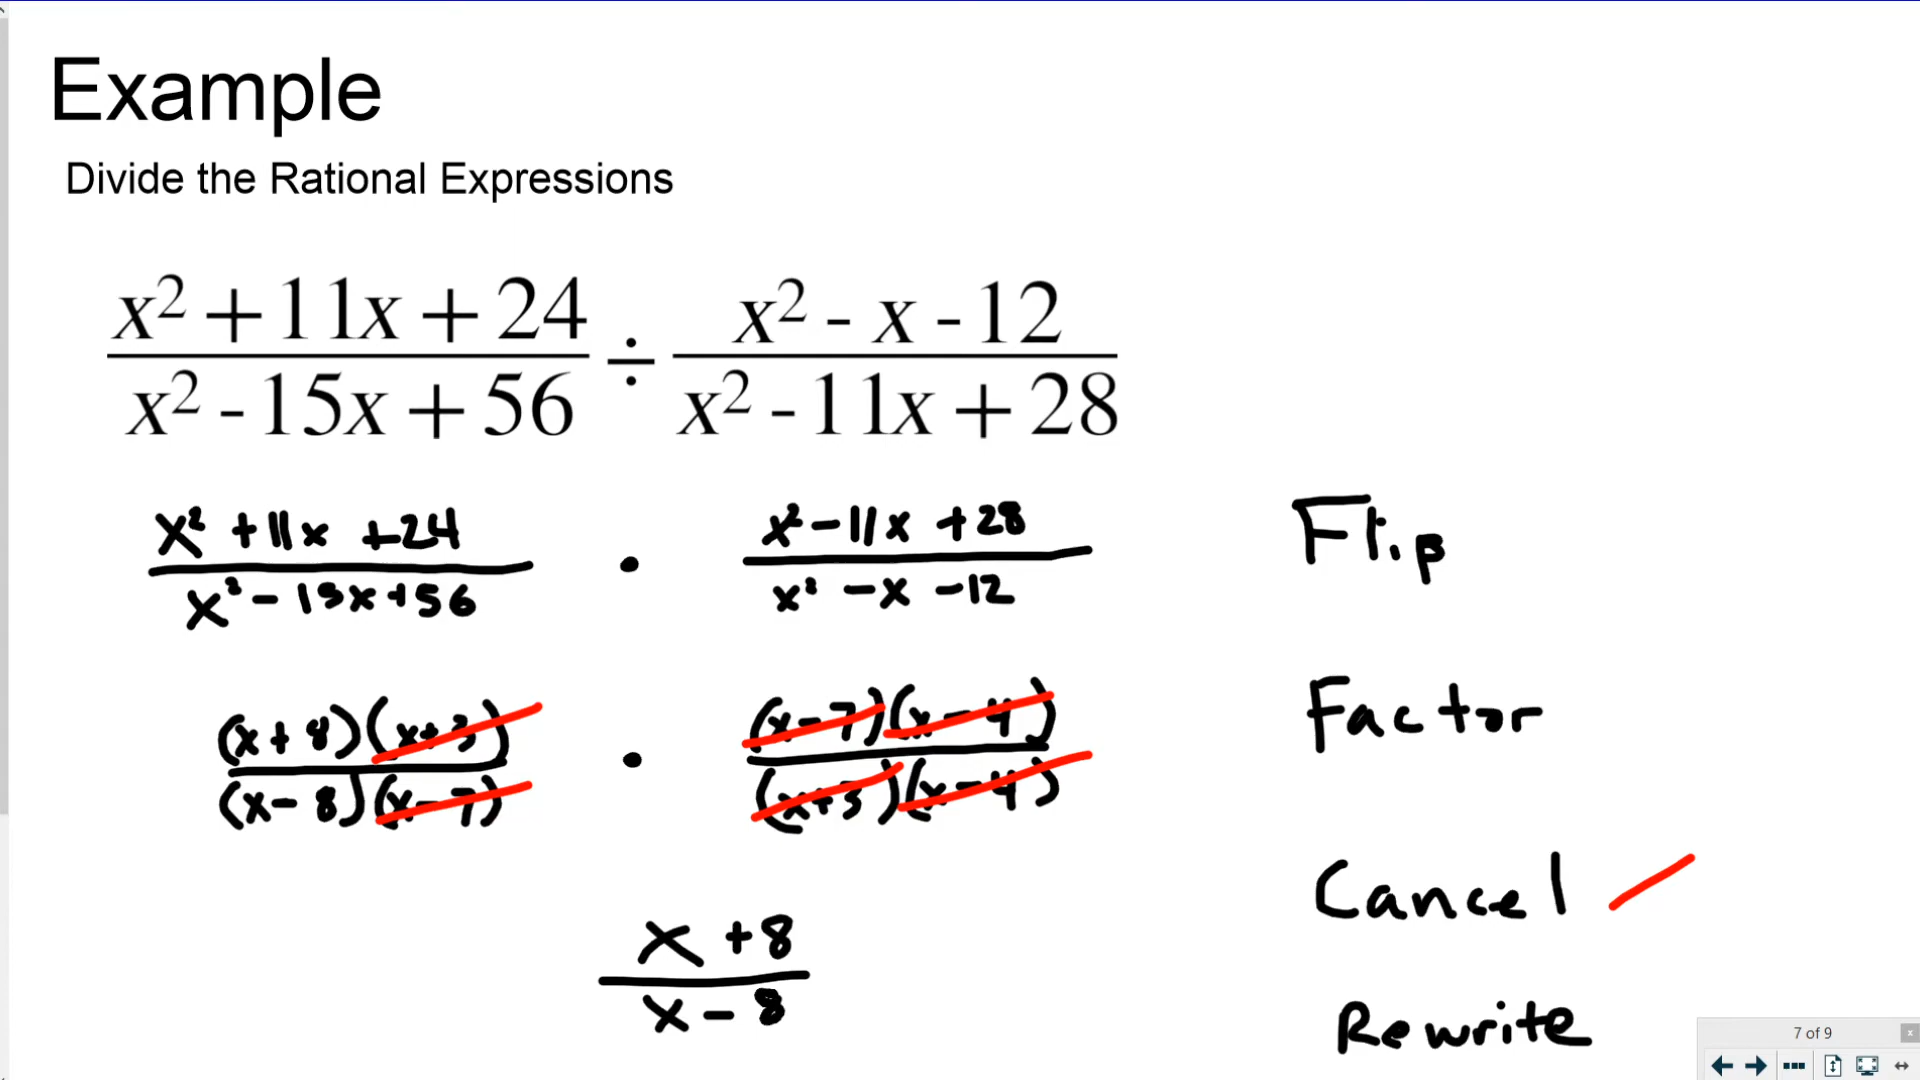 Example
Divide the Rational Expressions
x² + 11x + 24 ÷ x² - x - 12
x² - 15x + 56 x² - 11x + 28
x² + 11x + 24 · x² - 11x + 28
x² - 15x + 56 x² - x - 12
Flip
(x + 8)(x + 3) · (x - 7)(x - 4)
(x - 8)(x - 7) (x + 3)(x - 4)
Factor
Cancel
x + 8
x - 8
Rewrite
7 of 9